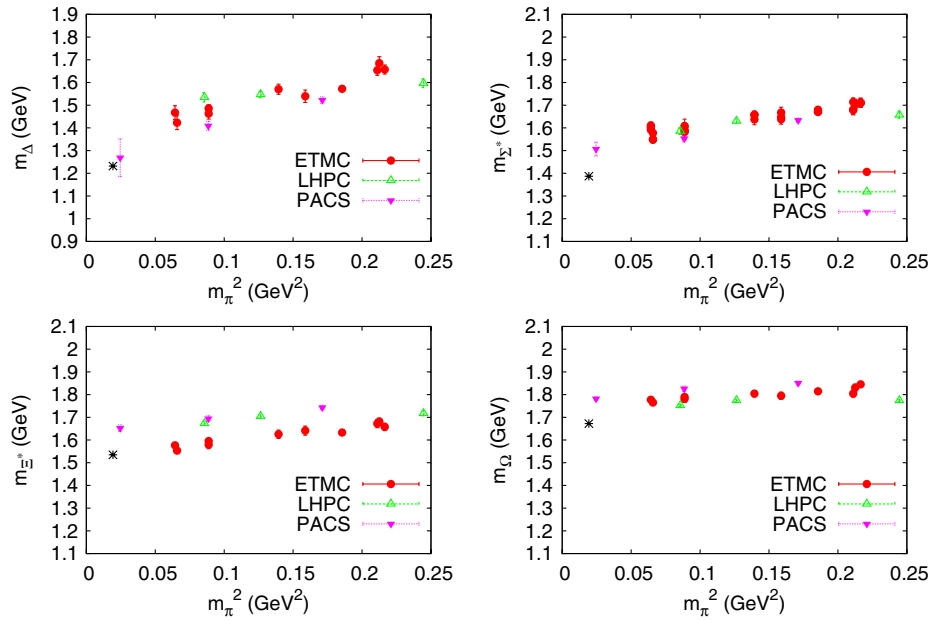 m_Δ (GeV)
1.9
1.8
1.7
1.6
1.5
1.4
1.3
1.2
1.1
1
0.9
ETMC
LHPC
PACS
0 0.05 0.1 0.15 0.2 0.25
m_π^2 (GeV^2)
m_Σ* (GeV)
2.1
2
1.9
1.8
1.7
1.6
1.5
1.4
1.3
1.2
1.1
ETMC
LHPC
PACS
0 0.05 0.1 0.15 0.2 0.25
m_π^2 (GeV^2)
m_Ξ* (GeV)
2.1
2
1.9
1.8
1.7
1.6
1.5
1.4
1.3
1.2
1.1
ETMC
LHPC
PACS
0 0.05 0.1 0.15 0.2 0.25
m_π^2 (GeV^2)
m_Ω (GeV)
2.1
2
1.9
1.8
1.7
1.6
1.5
1.4
1.3
1.2
1.1
ETMC
LHPC
PACS
0 0.05 0.1 0.15 0.2 0.25
m_π^2 (GeV^2)